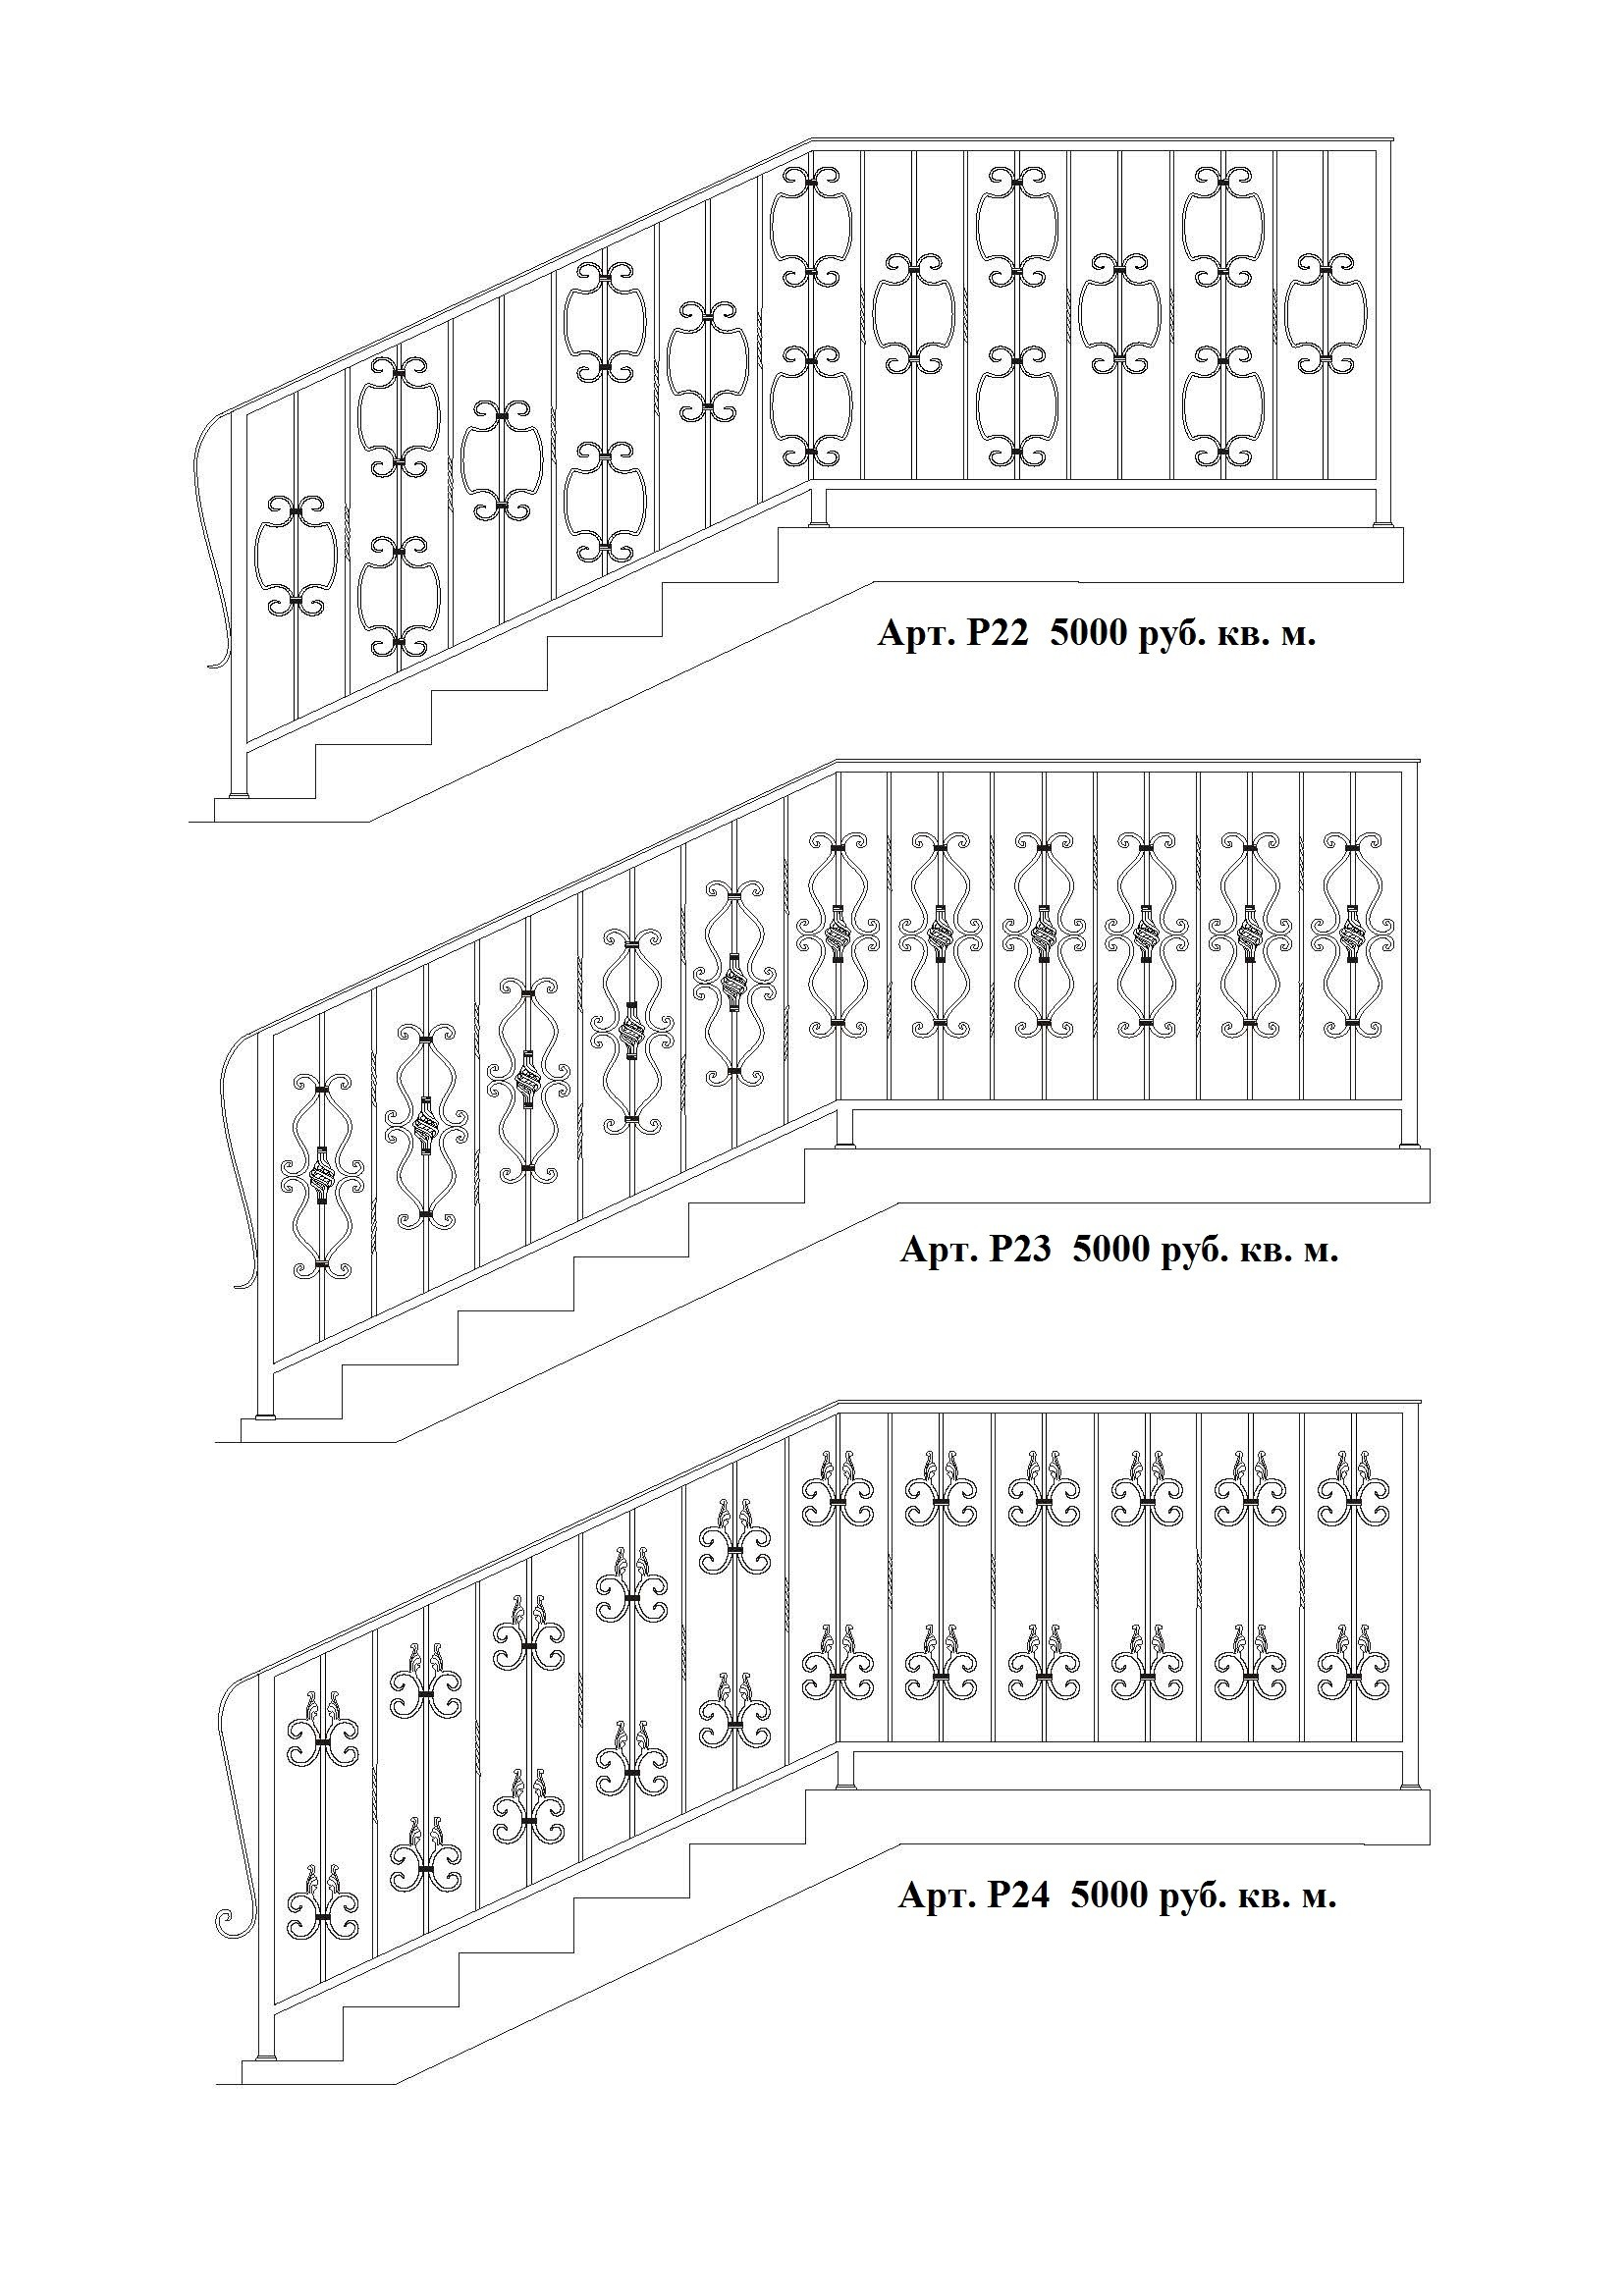 Арт. Р22  5000 руб. кв. м.
Арт. Р23  5000 руб. кв. м.
Арт. Р24  5000 руб. кв. м.